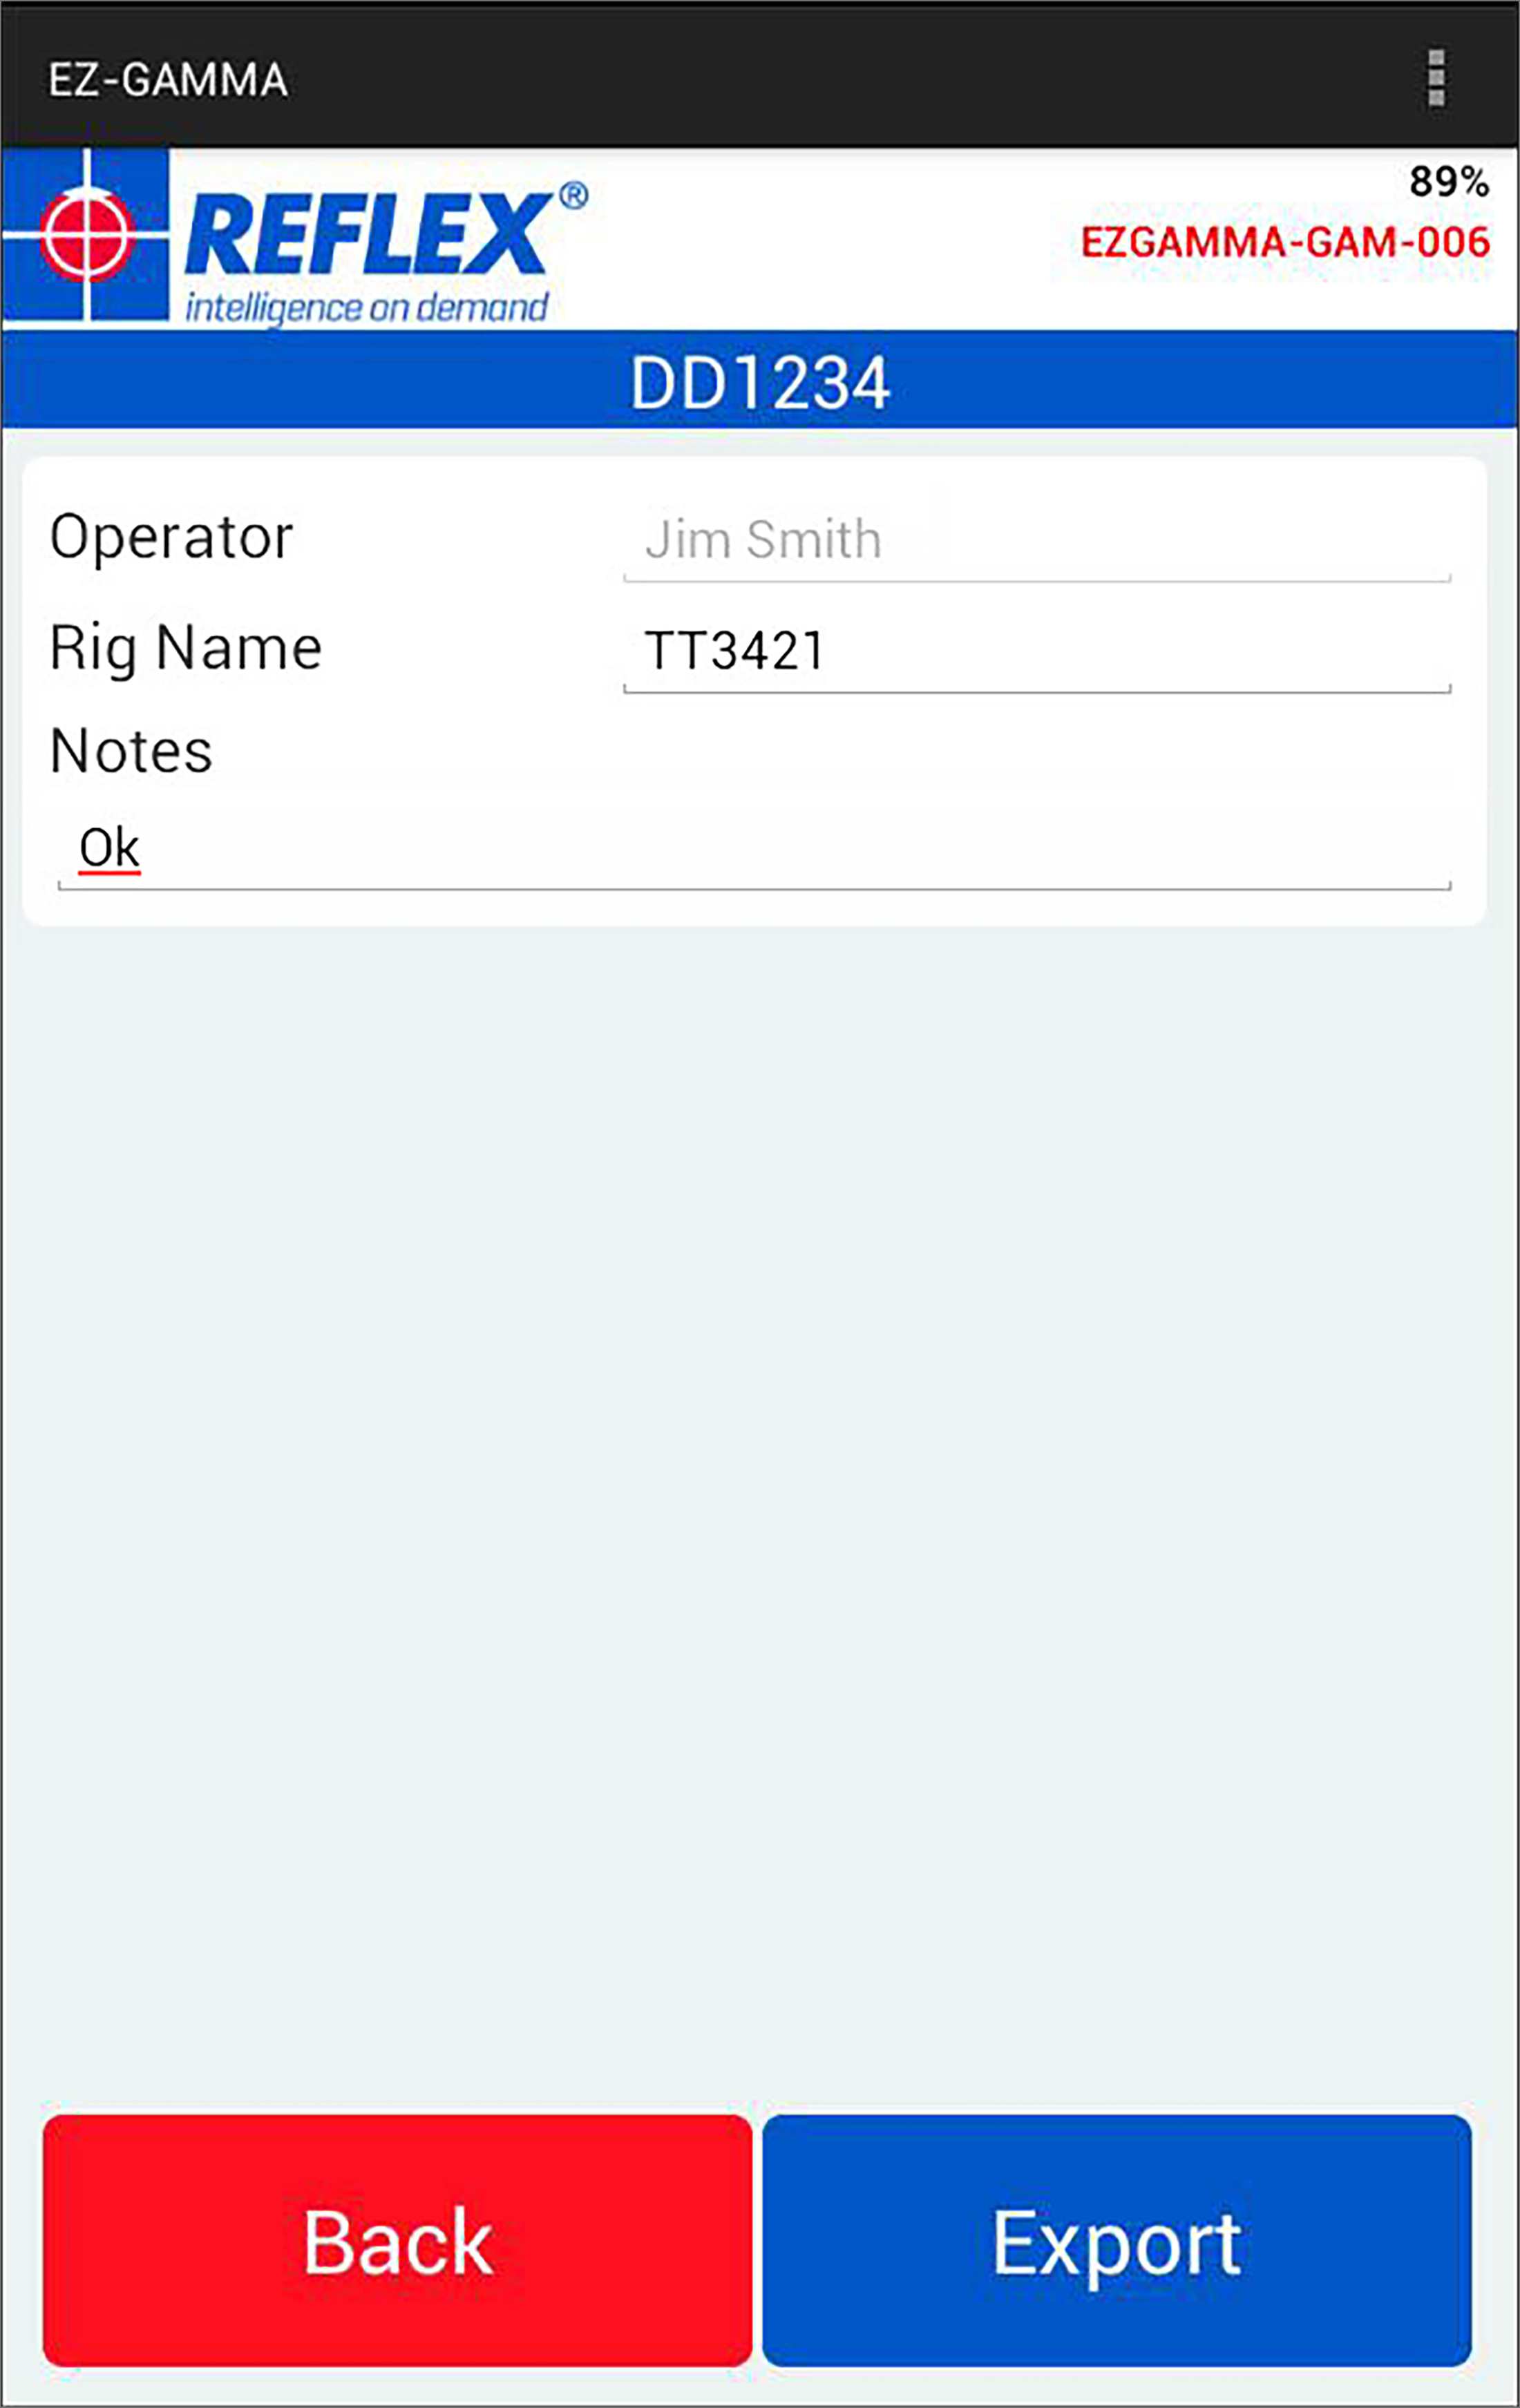 EZ-GAMMA
89%
REFLEX®
EZGAMMA-GAM-006
intelligence on demand
DD1234
Operator Jim Smith
Rig Name TT3421
Notes
Ok
Back Export